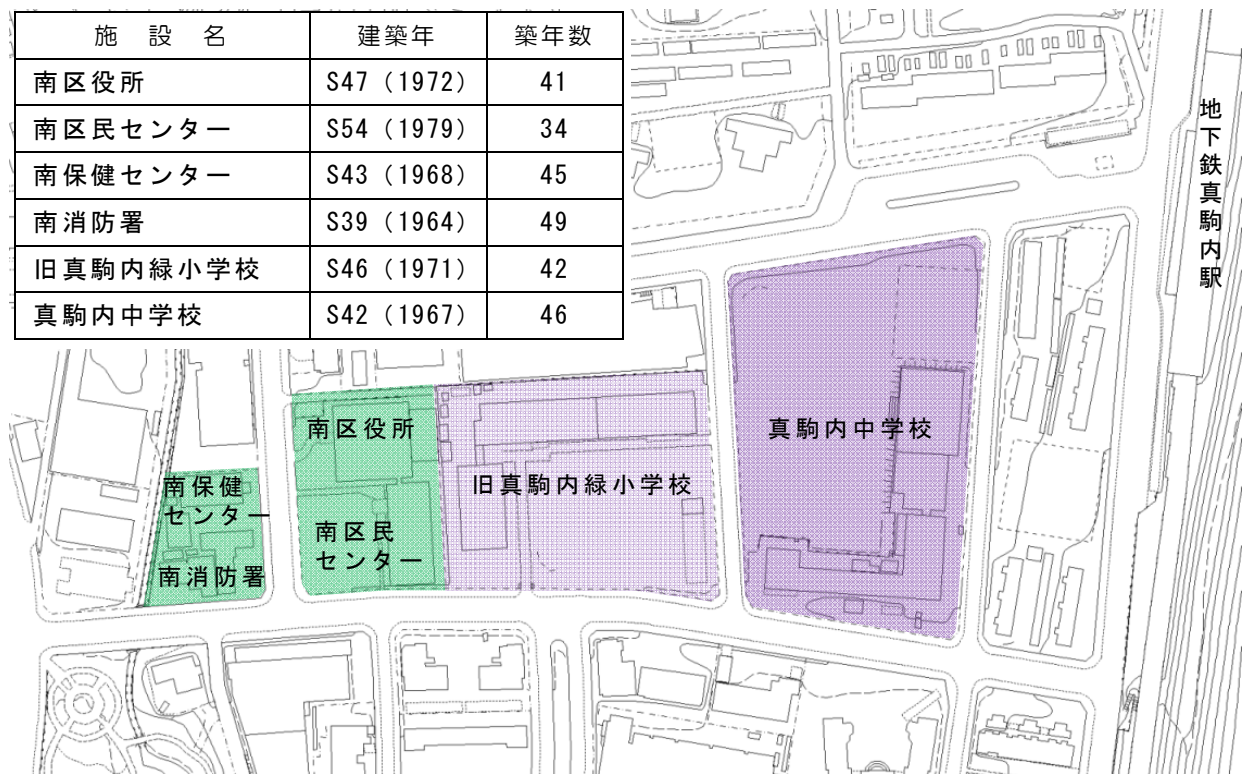 施 設 名 建築年 築年数
南区役所 S47（1972） 41
南区民センター S54（1979） 34
南保健センター S43（1968） 45
南消防署 S39（1964） 49
旧真駒内緑小学校 S46（1971） 42
真駒内中学校 S42（1967） 46
地下鉄真駒内駅
南区役所
真駒内中学校
旧真駒内緑小学校
南保健
センター
南区民
センター
南消防署